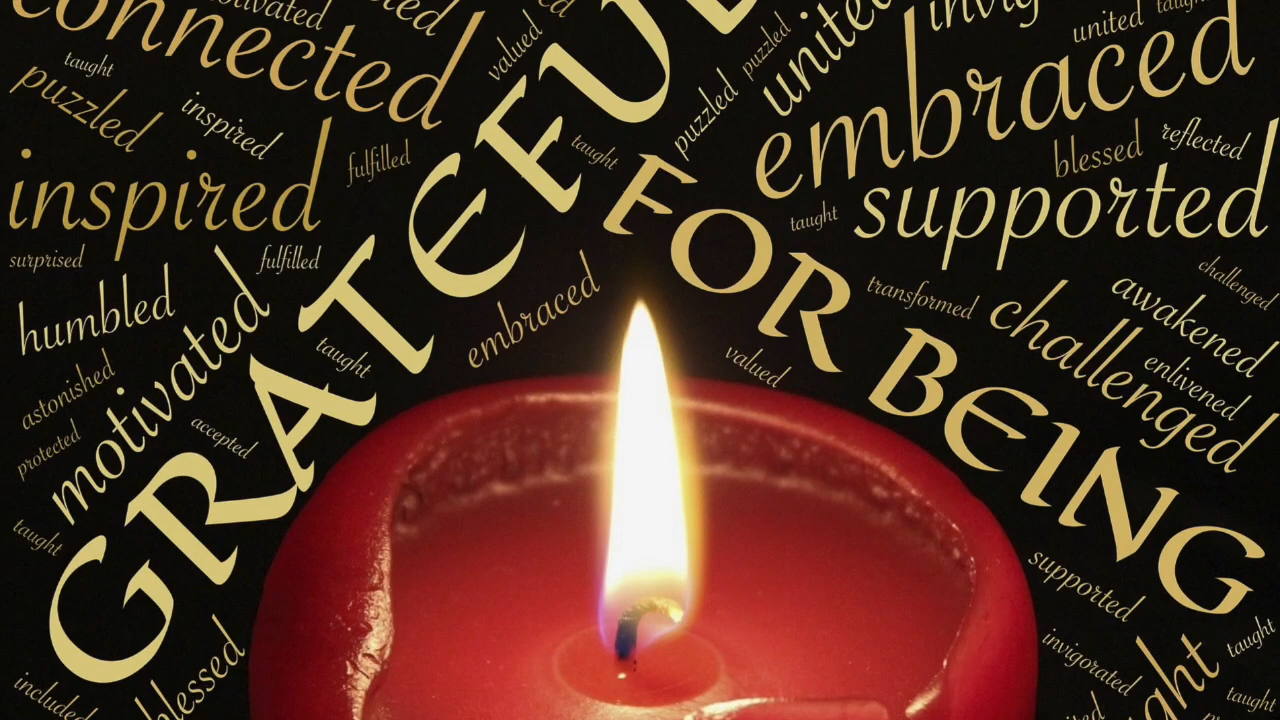 motivated
connected
taught
puzzled
inspired
fulfilled
inspired
surprised
fulfilled
humbled
motivated
astonished
protected
accepted
taught
taught
included
blessed
GRATEFUL
valued
taught
embraced
puzzled
puzzled
united
united
embraced
blessed
reflected
supported
taught
FOR BEING
transformed
valued
challenged
awakened
challenged
enlivened
supported
invigorated
taught
taught